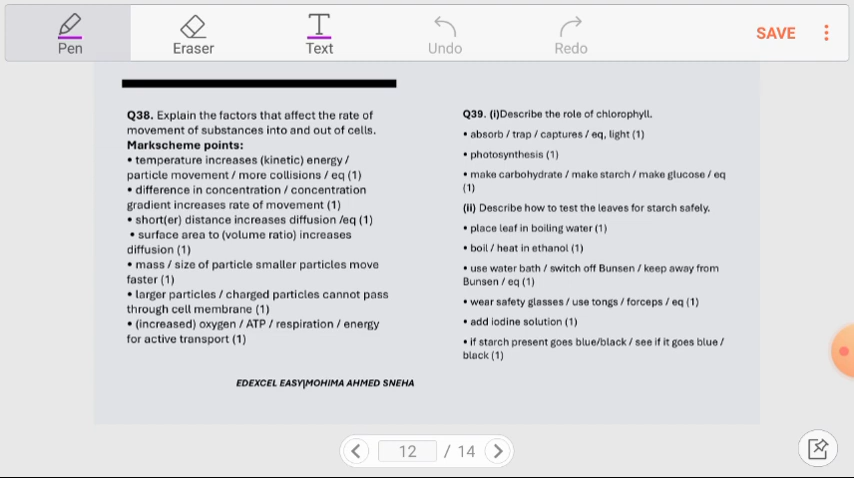 Pen
Eraser
Text
Undo
Redo
SAVE
Q38. Explain the factors that affect the rate of
movement of substances into and out of cells.
Markscheme points:
• temperature increases (kinetic) energy /
particle movement / more collisions / eq (1)
• difference in concentration / concentration
gradient increases rate of movement (1)
• short(er) distance increases diffusion /eq (1)
• surface area to (volume ratio) increases
diffusion (1)
• mass / size of particle smaller particles move
faster (1)
• larger particles / charged particles cannot pass
through cell membrane (1)
• (increased) oxygen / ATP / respiration / energy
for active transport (1)
Q39. (i)Describe the role of chlorophyll.
• absorb / trap / captures / eq, light (1)
• photosynthesis (1)
• make carbohydrate / make starch / make glucose / eq
(1)
(ii) Describe how to test the leaves for starch safely.
• place leaf in boiling water (1)
• boil / heat in ethanol (1)
• use water bath / switch off Bunsen / keep away from
Bunsen / eq (1)
• wear safety glasses / use tongs / forceps / eq (1)
• add iodine solution (1)
• if starch present goes blue/black / see if it goes blue /
black (1)
EDEXCEL EASY|MOHIMA AHMED SNEHA
12 / 14